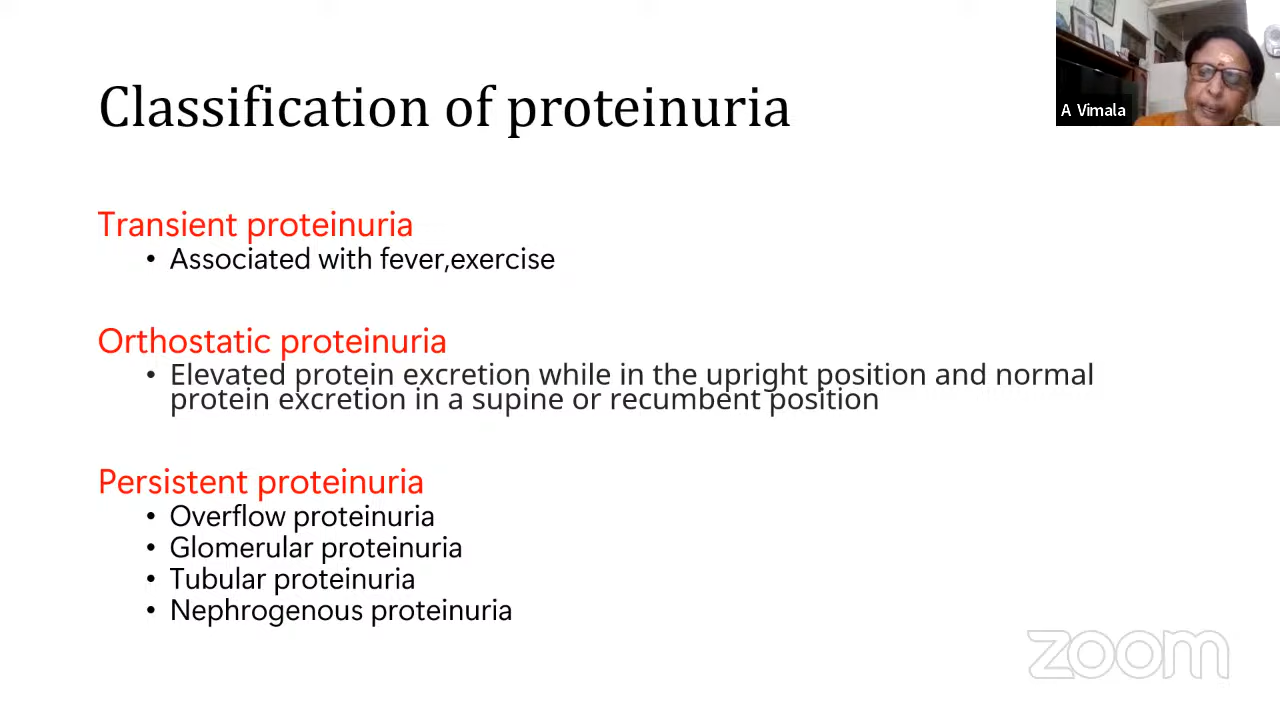 Classification of proteinuria
A Vimala
Transient proteinuria
• Associated with fever,exercise
Orthostatic proteinuria
• Elevated protein excretion while in the upright position and normal
protein excretion in a supine or recumbent position
Persistent proteinuria
• Overflow proteinuria
• Glomerular proteinuria
• Tubular proteinuria
• Nephrogenous proteinuria
zoom